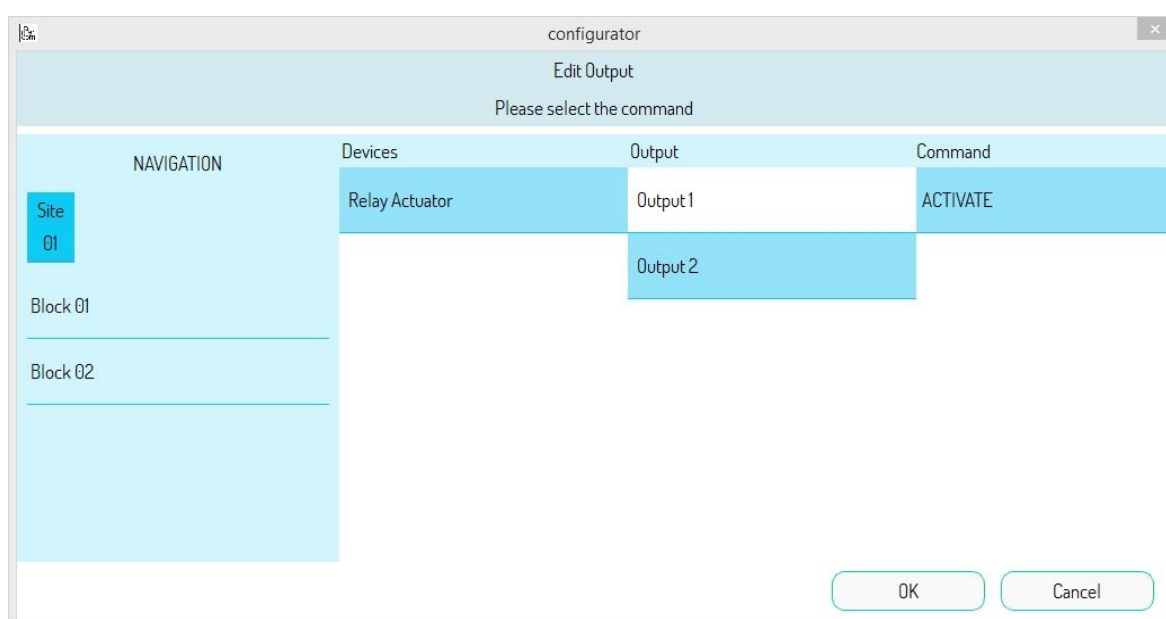 configurator
Edit Output
Please select the command
NAVIGATION
Site
01
Block 01
Block 02
Devices
Output
Command
Relay Actuator
Output 1
ACTIVATE
Output 2
OK
Cancel